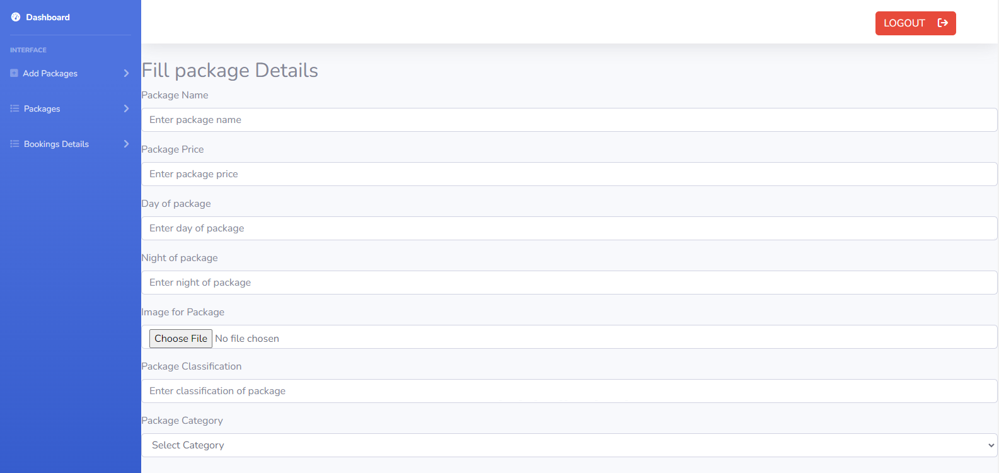 Dashboard
LOGOUT
INTERFACE
Add Packages
Packages
Bookings Details
Fill package Details
Package Name
Enter package name
Package Price
Enter package price
Day of package
Enter day of package
Night of package
Enter night of package
Image for Package
Choose File No file chosen
Package Classification
Enter classification of package
Package Category
Select Category